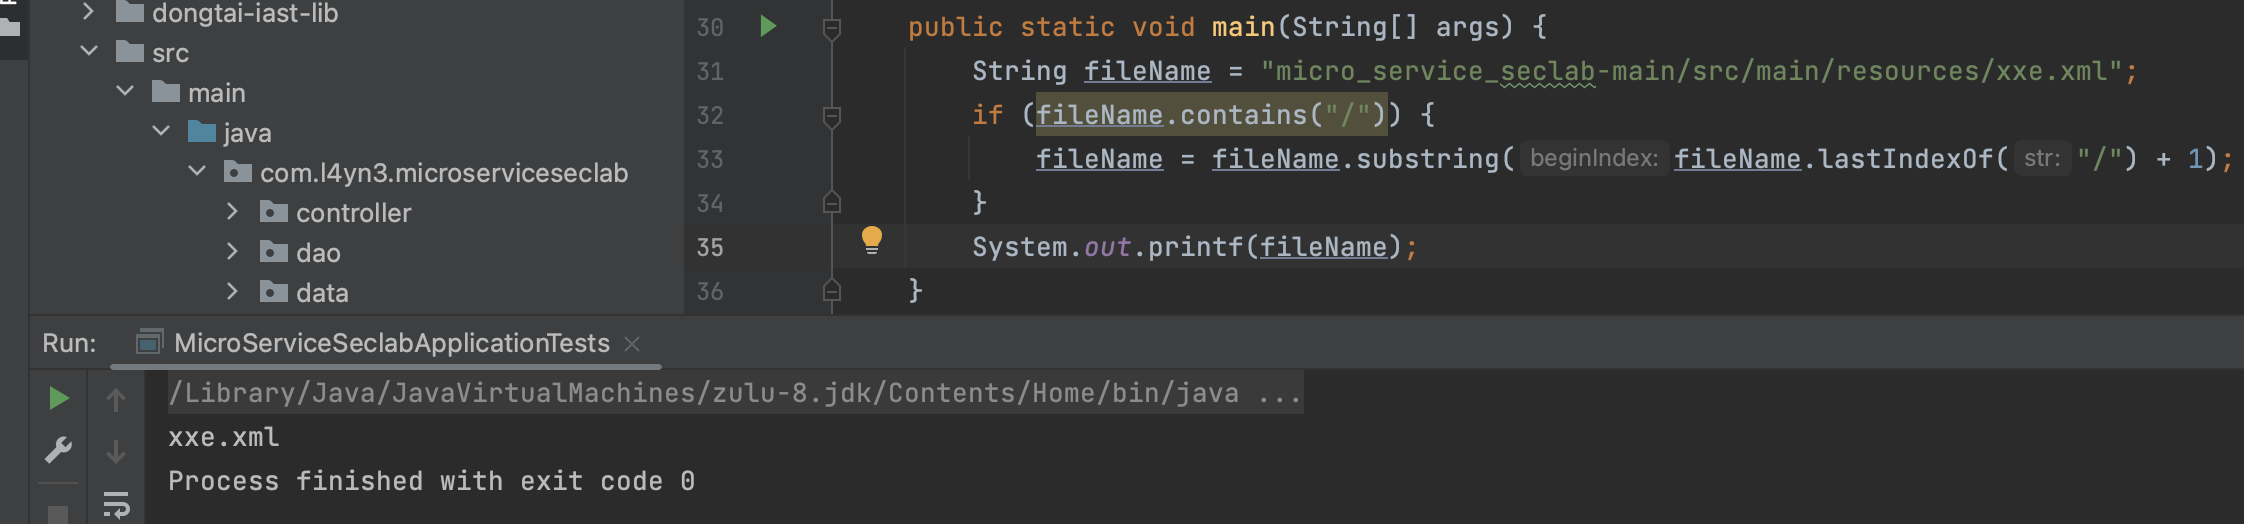 dongtai-iast-lib
src
main
java
com.l4yn3.microserviceseclab
controller
dao
data
30 public static void main(String[] args) {
31 String fileName = "micro_service_seclab-main/src/main/resources/xxe.xml";
32 if (fileName.contains("/")) {
33 fileName = fileName.substring( beginIndex: fileName.lastIndexOf( str: "/") + 1);
34 }
35 System.out.printf(fileName);
36 }
Run: MicroServiceSeclabApplicationTests
/Library/Java/JavaVirtualMachines/zulu-8.jdk/Contents/Home/bin/java ...
xxe.xml
Process finished with exit code 0